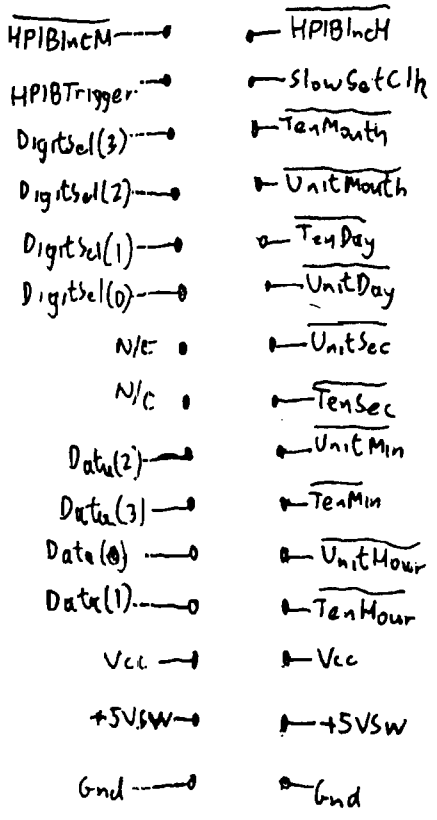 HPIBIncM HPIBIncH
HPIBTrigger SlowSetClk
DigitSel(3) TenMonth
DigitSel(2) UnitMonth
DigitSel(1) TenDay
DigitSel(0) UnitDay
N/C UnitSec
N/C TenSec
Data(2) UnitMin
Data(3) TenMin
Data(0) UnitHour
Data(1) TenHour
Vcc Vcc
+5VSW +5VSW
Gnd Gnd